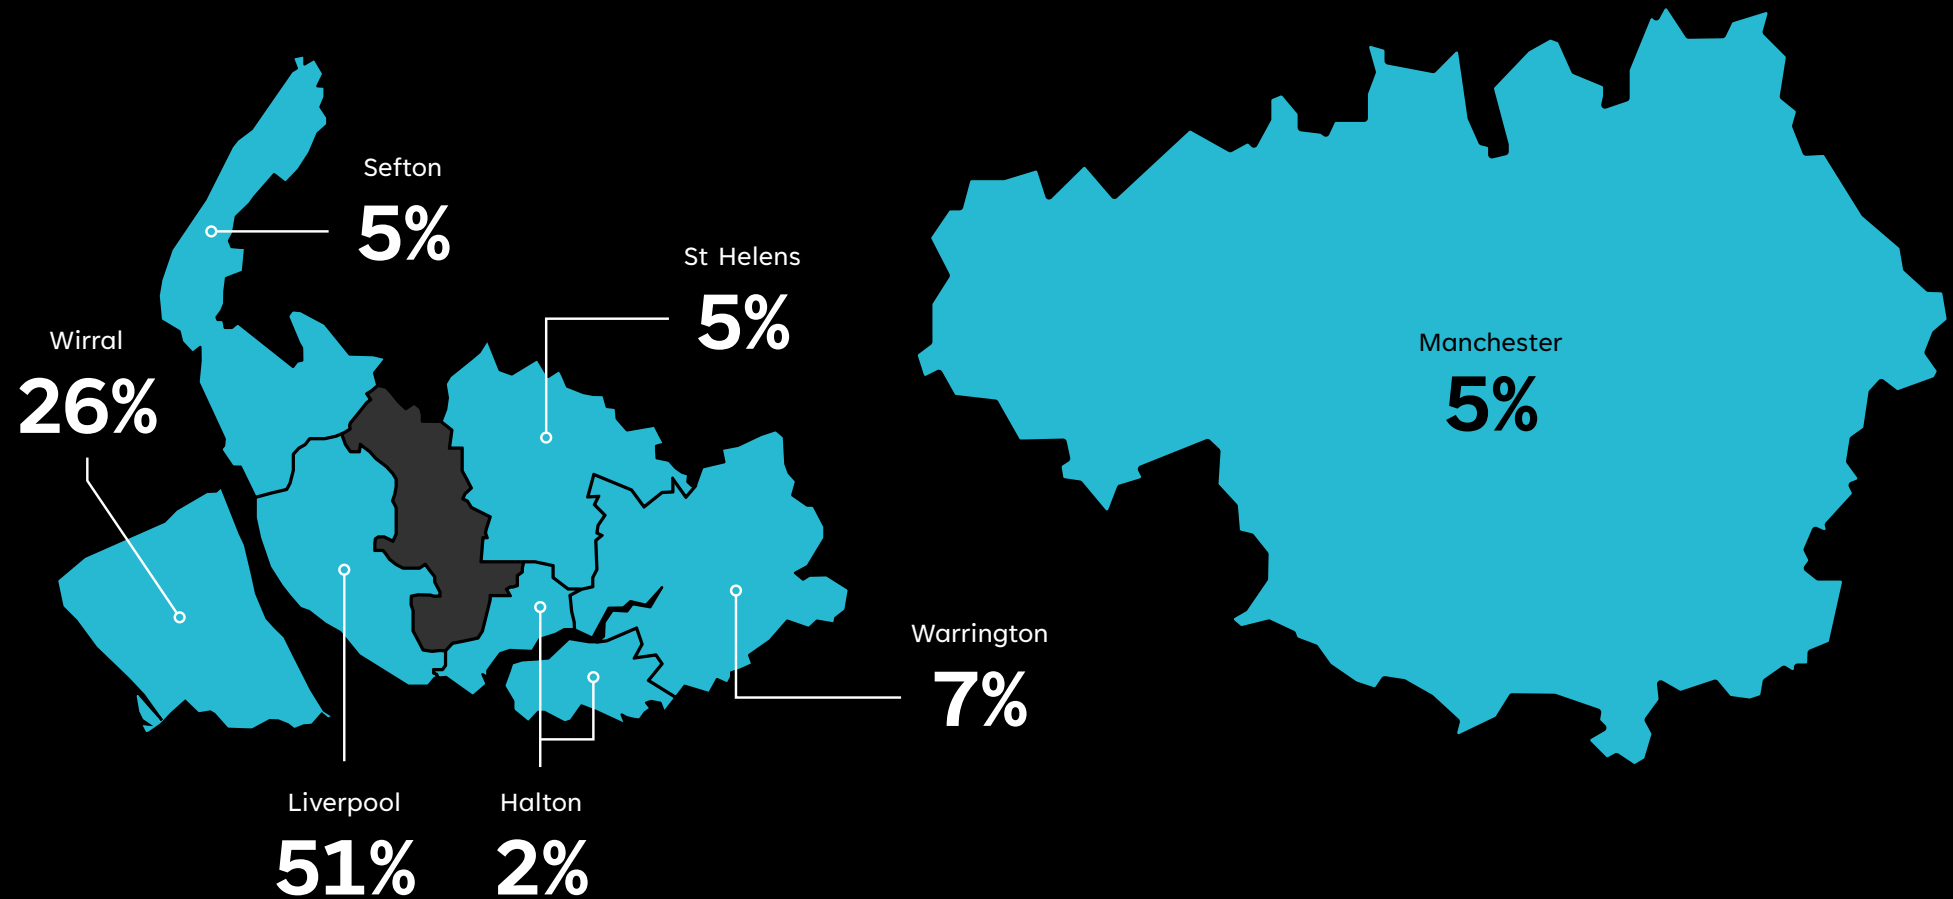 Sefton
5%
St Helens
5%
Wirral
26%
Manchester
5%
Warrington
7%
Liverpool
51%
Halton
2%